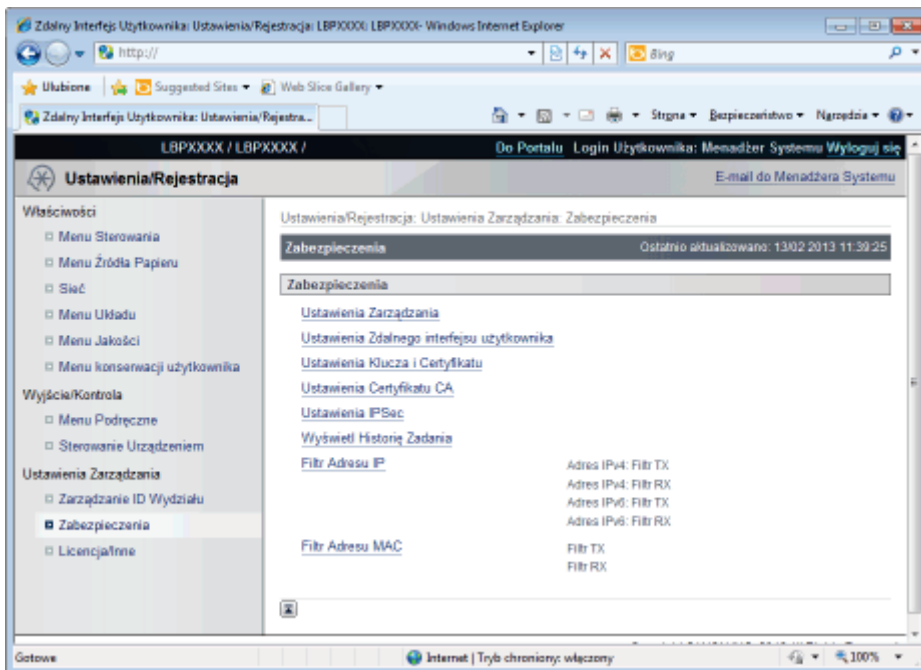 Zdalny Interfejs Użytkownika: Ustawienia/Rejestracja: LBPXXXX: LBPXXXX- Windows Internet Explorer
http://
Bing
Ulubione Suggested Sites Web Slice Gallery
Zdalny Interfejs Użytkownika: Ustawienia/Rejestra...
Strona Bezpieczeństwo Narzędzia
LBPXXXX / LBPXXXX /
Do Portalu Login Użytkownika: Menadżer Systemu Wyloguj się
Ustawienia/Rejestracja
E-mail do Menadżera Systemu
Właściwości
Menu Sterowania
Menu Źródła Papieru
Sieć
Menu Układu
Menu Jakości
Menu konserwacji użytkownika
Wyjście/Kontrola
Menu Podręczne
Sterowanie Urządzeniem
Ustawienia Zarządzania
Zarządzanie ID Wydziału
Zabezpieczenia
Licencja/Inne
Ustawienia/Rejestracja: Ustawienia Zarządzania: Zabezpieczenia
Zabezpieczenia
Ostatnio aktualizowano: 13/02 2013 11:39:25
Zabezpieczenia
Ustawienia Zarządzania
Ustawienia Zdalnego interfejsu użytkownika
Ustawienia Klucza i Certyfikatu
Ustawienia Certyfikatu CA
Ustawienia IPSec
Wyświetl Historię Zadania
Filtr Adresu IP
Adres IPv4: Filtr TX
Adres IPv4: Filtr RX
Adres IPv6: Filtr TX
Adres IPv6: Filtr RX
Filtr Adresu MAC
Filtr TX
Filtr RX
Gotowe
Internet | Tryb chroniony: włączony
100%